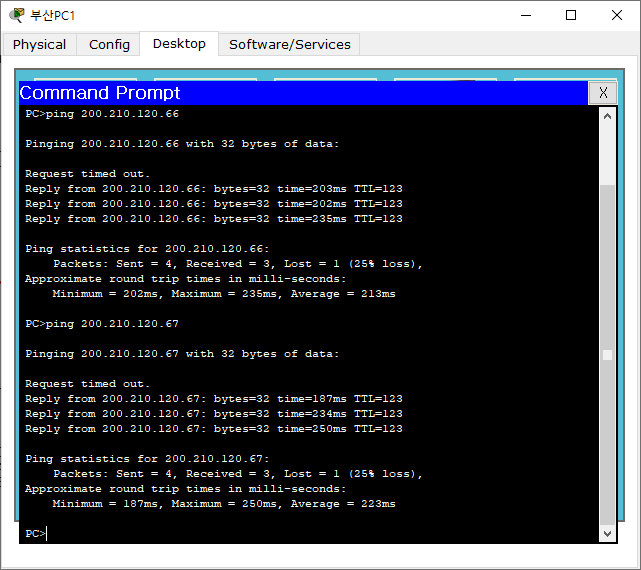 부산PC1
Physical Config Desktop Software/Services
Command Prompt X
PC>ping 200.210.120.66
Pinging 200.210.120.66 with 32 bytes of data:
Request timed out.
Reply from 200.210.120.66: bytes=32 time=203ms TTL=123
Reply from 200.210.120.66: bytes=32 time=202ms TTL=123
Reply from 200.210.120.66: bytes=32 time=235ms TTL=123
Ping statistics for 200.210.120.66:
    Packets: Sent = 4, Received = 3, Lost = 1 (25% loss),
Approximate round trip times in milli-seconds:
    Minimum = 202ms, Maximum = 235ms, Average = 213ms
PC>ping 200.210.120.67
Pinging 200.210.120.67 with 32 bytes of data:
Request timed out.
Reply from 200.210.120.67: bytes=32 time=187ms TTL=123
Reply from 200.210.120.67: bytes=32 time=234ms TTL=123
Reply from 200.210.120.67: bytes=32 time=250ms TTL=123
Ping statistics for 200.210.120.67:
    Packets: Sent = 4, Received = 3, Lost = 1 (25% loss),
Approximate round trip times in milli-seconds:
    Minimum = 187ms, Maximum = 250ms, Average = 223ms
PC>